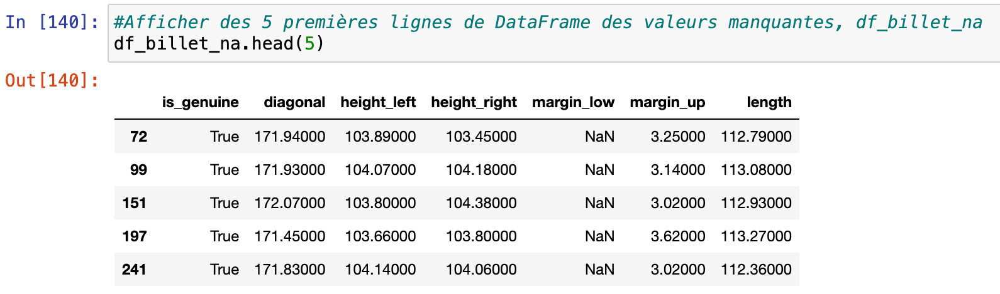 In [140]: #Afficher des 5 premières lignes de DataFrame des valeurs manquantes, df_billet_na
df_billet_na.head(5)
Out[140]:
is_genuine diagonal height_left height_right margin_low margin_up length
72 True 171.94000 103.89000 103.45000 NaN 3.25000 112.79000
99 True 171.93000 104.07000 104.18000 NaN 3.14000 113.08000
151 True 172.07000 103.80000 104.38000 NaN 3.02000 112.93000
197 True 171.45000 103.66000 103.80000 NaN 3.62000 113.27000
241 True 171.83000 104.14000 104.06000 NaN 3.02000 112.36000